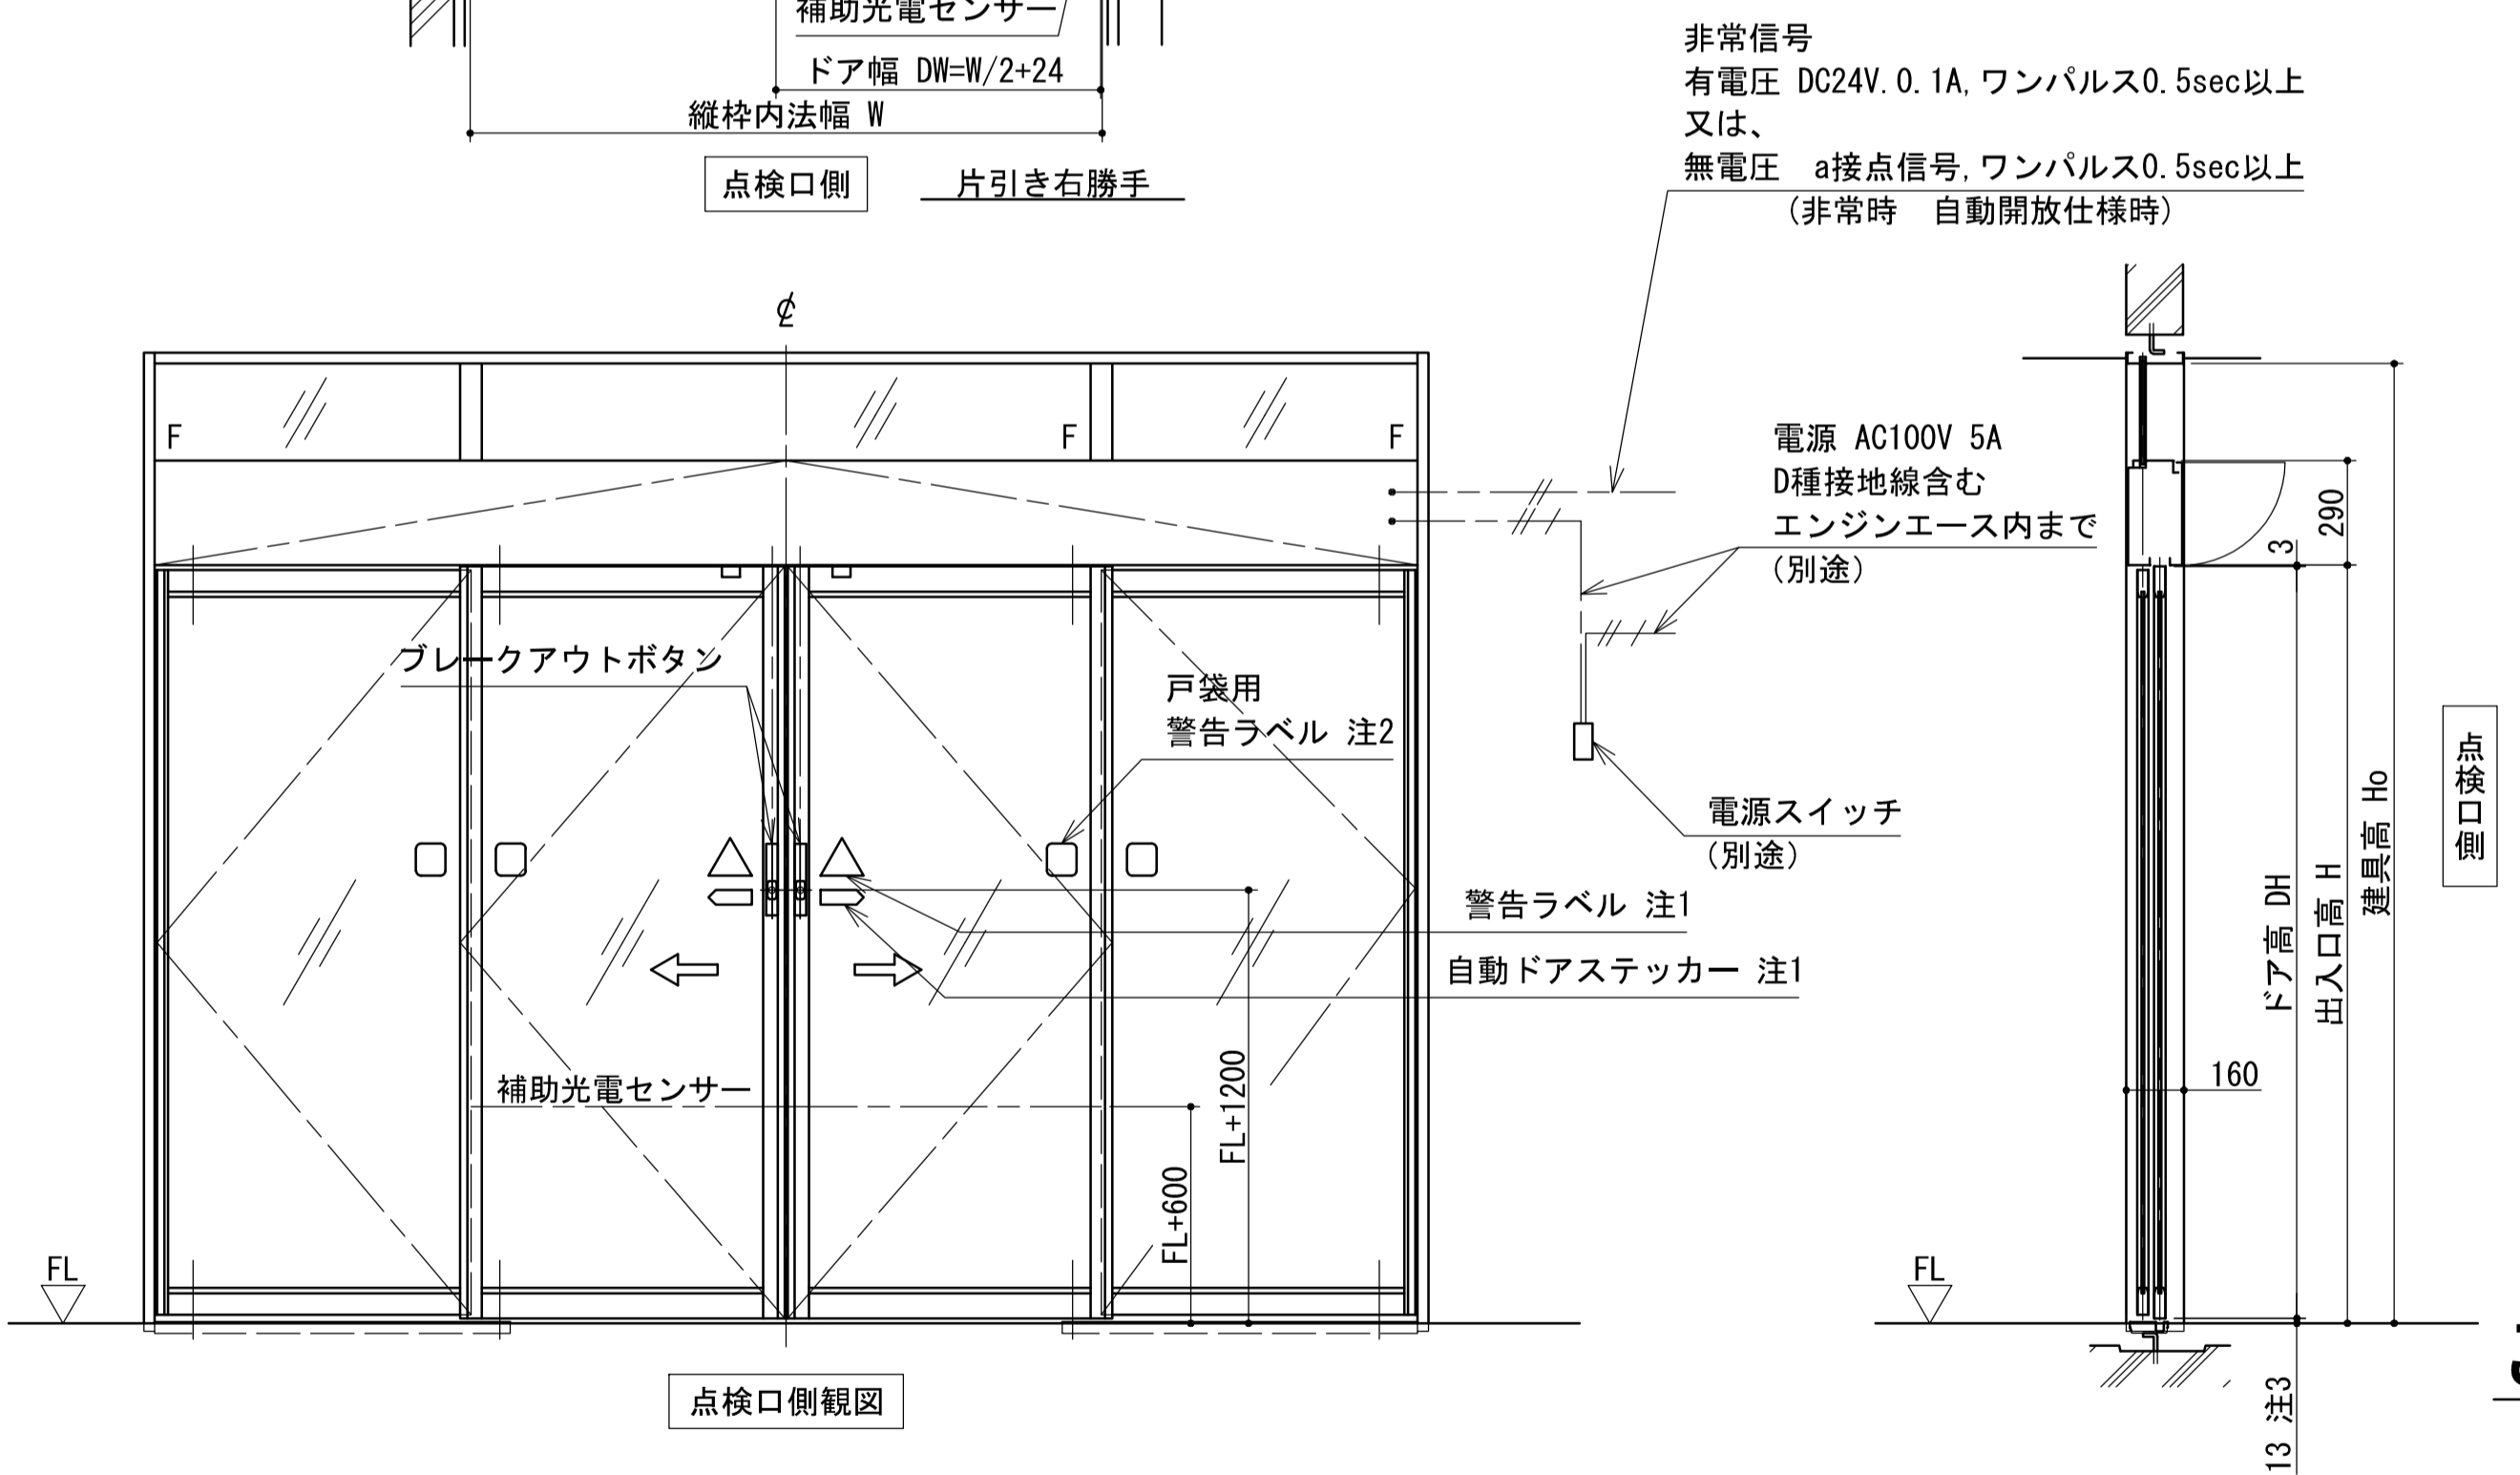 補助光電センサー
ドア幅 DW=W/2+24
縦枠内法幅 W
点検口側
片引き右勝手
非常信号
有電圧 DC24V.0.1A,ワンパルス0.5sec以上
又は、
無電圧 a接点信号,ワンパルス0.5sec以上
(非常時 自動開放仕様時)
℄
F
F
F
電源 AC100V 5A
D種接地線含む
エンジンエース内まで
(別途)
ブレークアウトボタン
戸袋用
警告ラベル 注2
電源スイッチ
(別途)
警告ラベル 注1
自動ドアステッカー 注1
補助光電センサー
FL+1200
FL+600
FL
点検口側観図
290
3
ドア高 DH
出入口高 H
建具高 Ho
160
点検口側
FL
13 注3